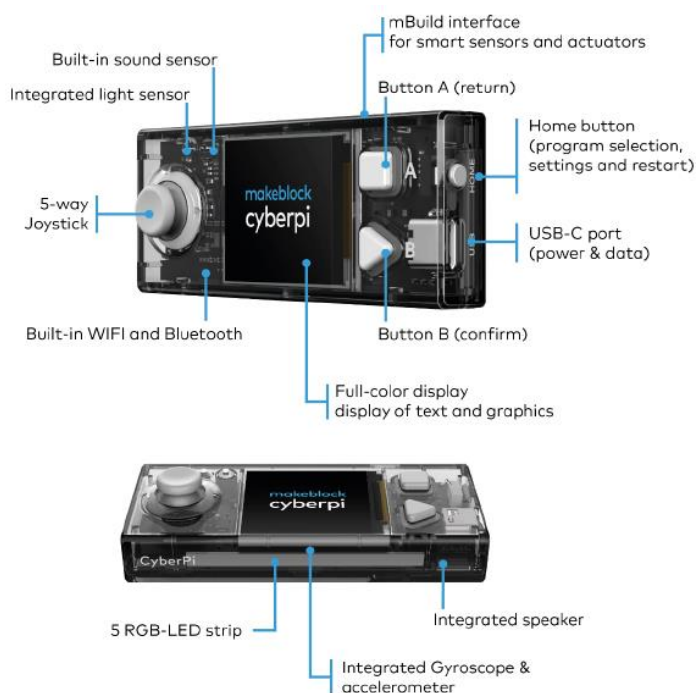 mBuild interface
for smart sensors and actuators
Built-in sound sensor
Button A (return)
Integrated light sensor
Home button
(program selection,
settings and restart)
A
HOME
5-way
Joystick
makeblock
cyberpi
USB-C port
(power & data)
B
USB
Built-in WIFI and Bluetooth
Button B (confirm)
Full-color display
display of text and graphics
makeblock
cyberpi
CyberPi
5 RGB-LED strip
Integrated speaker
Integrated Gyroscope &
accelerometer